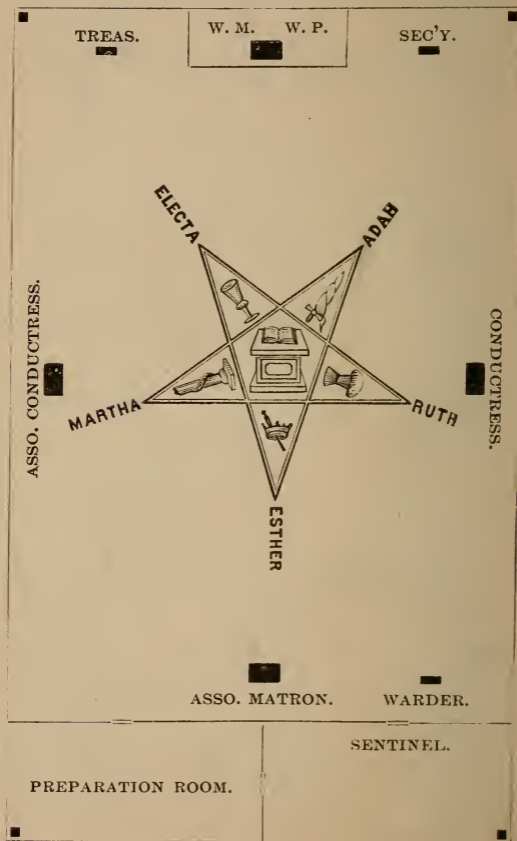 TREAS.
W. M. W. P.
SEC'Y.
ELECTA
ADAH
ASSO. CONDUCTRESS.
CONDUCTRESS.
MARTHA
RUTH
ESTHER
ASSO. MATRON.
WARDER.
SENTINEL.
PREPARATION ROOM.